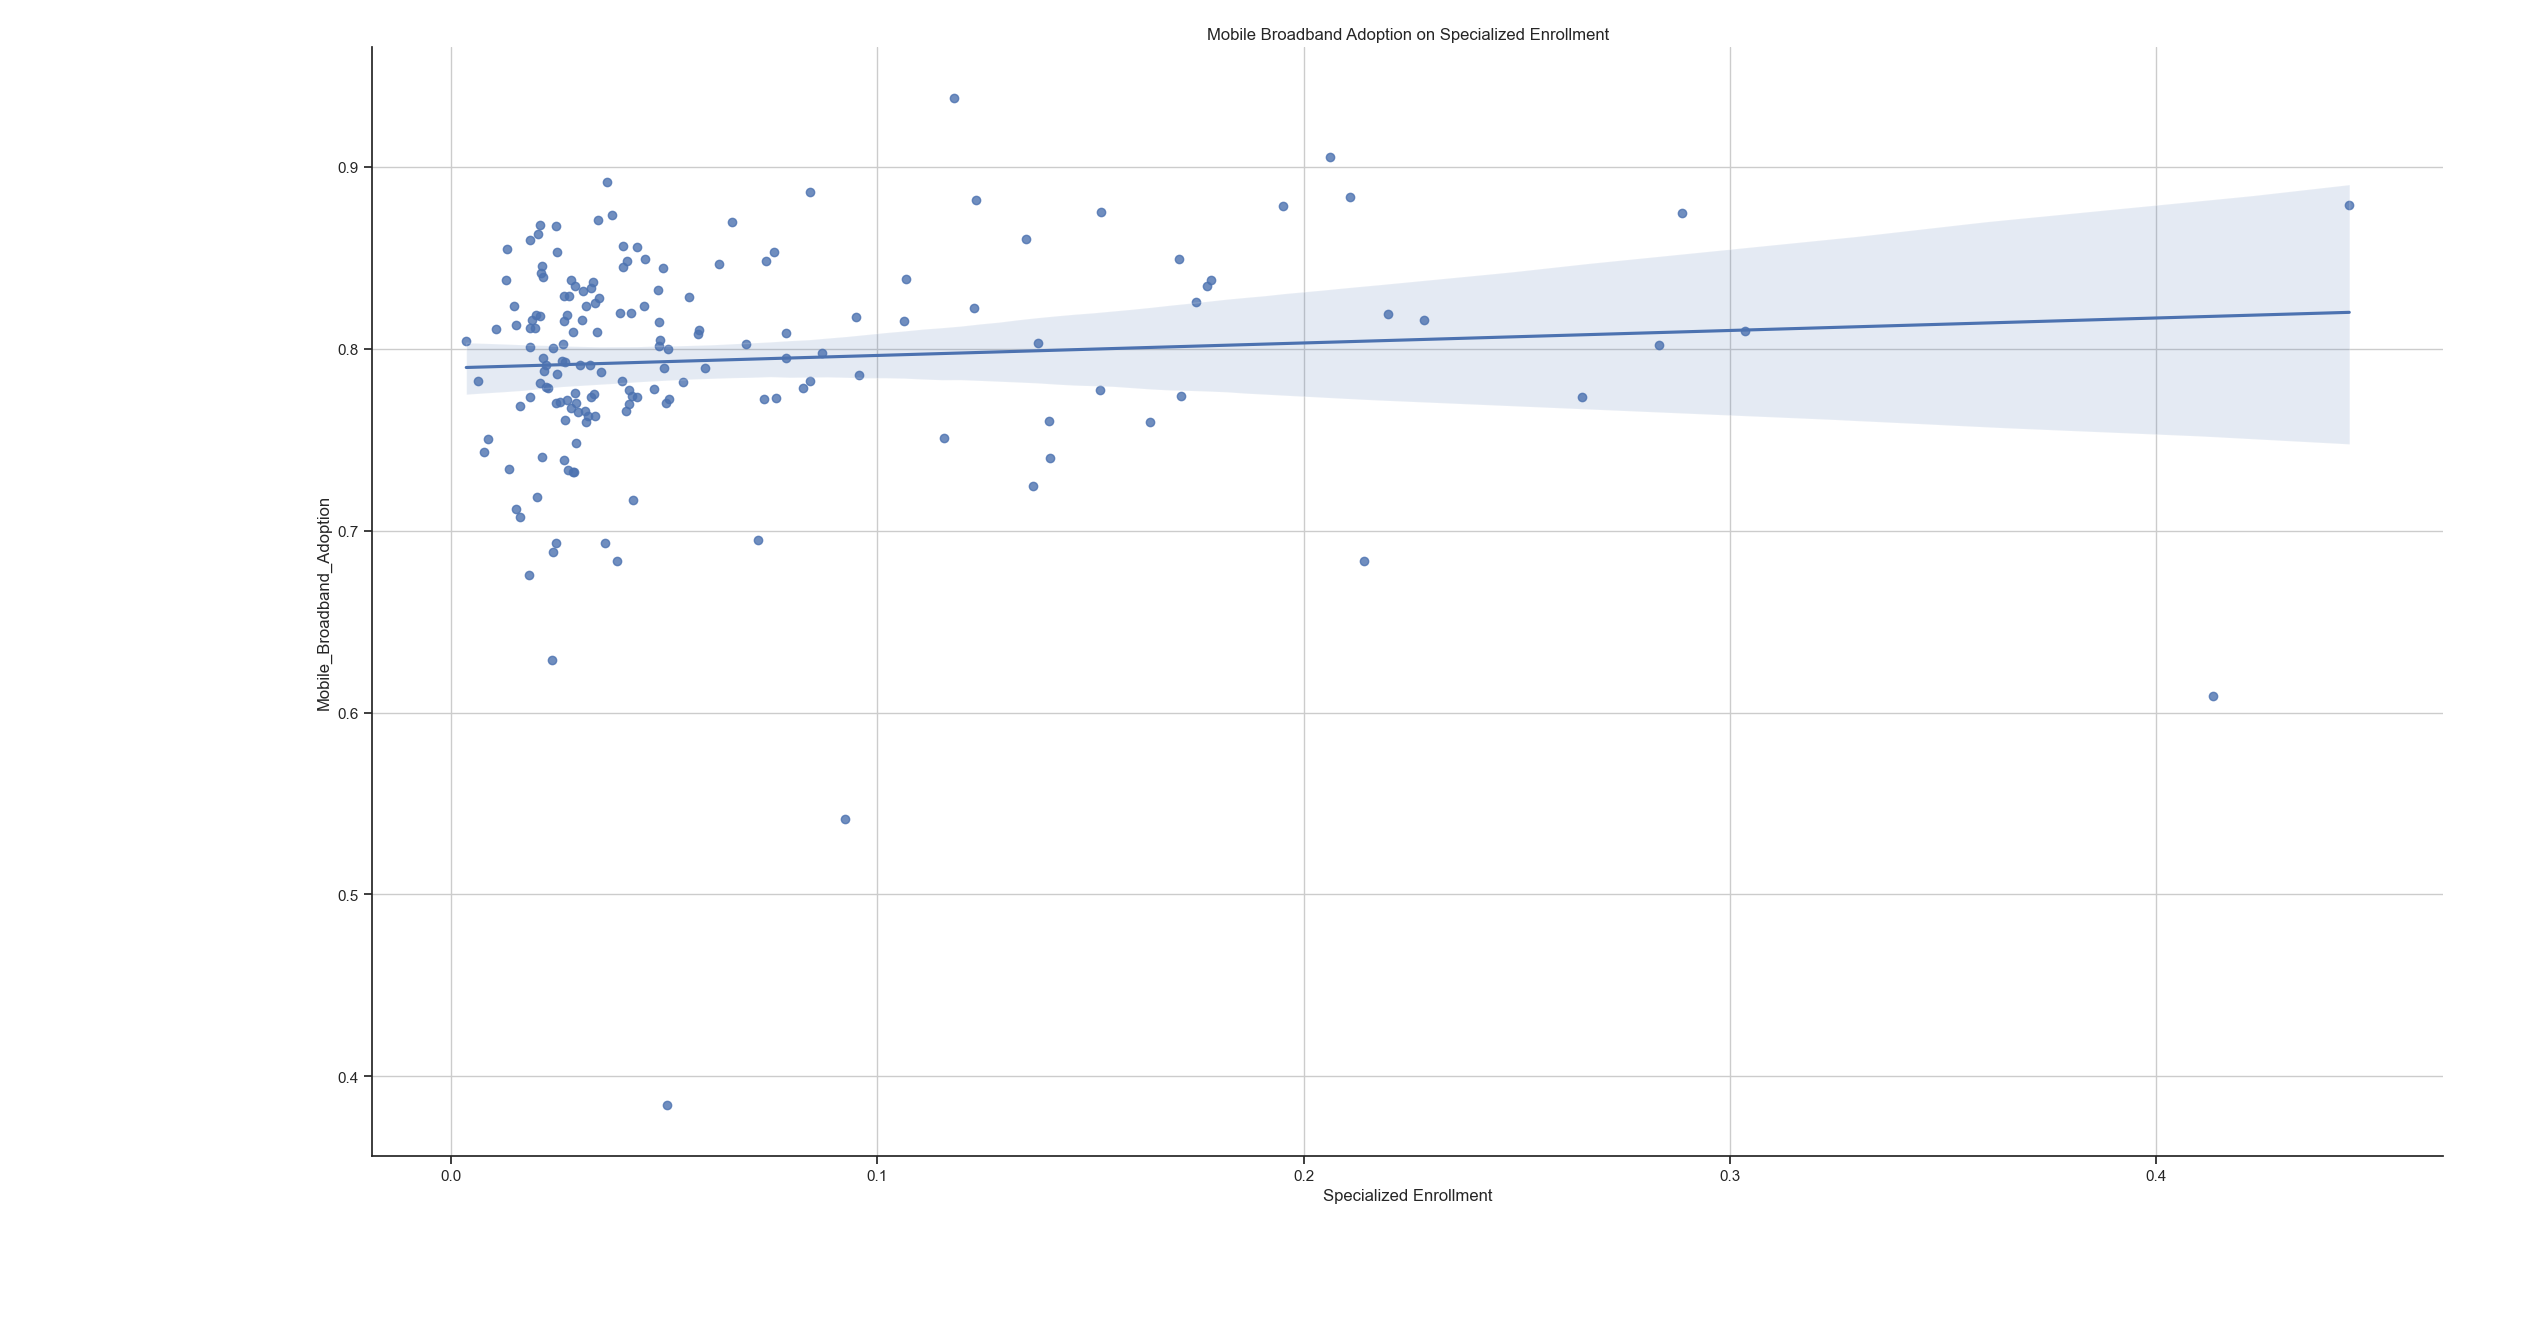 Mobile Broadband Adoption on Specialized Enrollment
Mobile_Broadband_Adoption
0.9
0.8
0.7
0.6
0.5
0.4
0.0 0.1 0.2 0.3 0.4
Specialized Enrollment